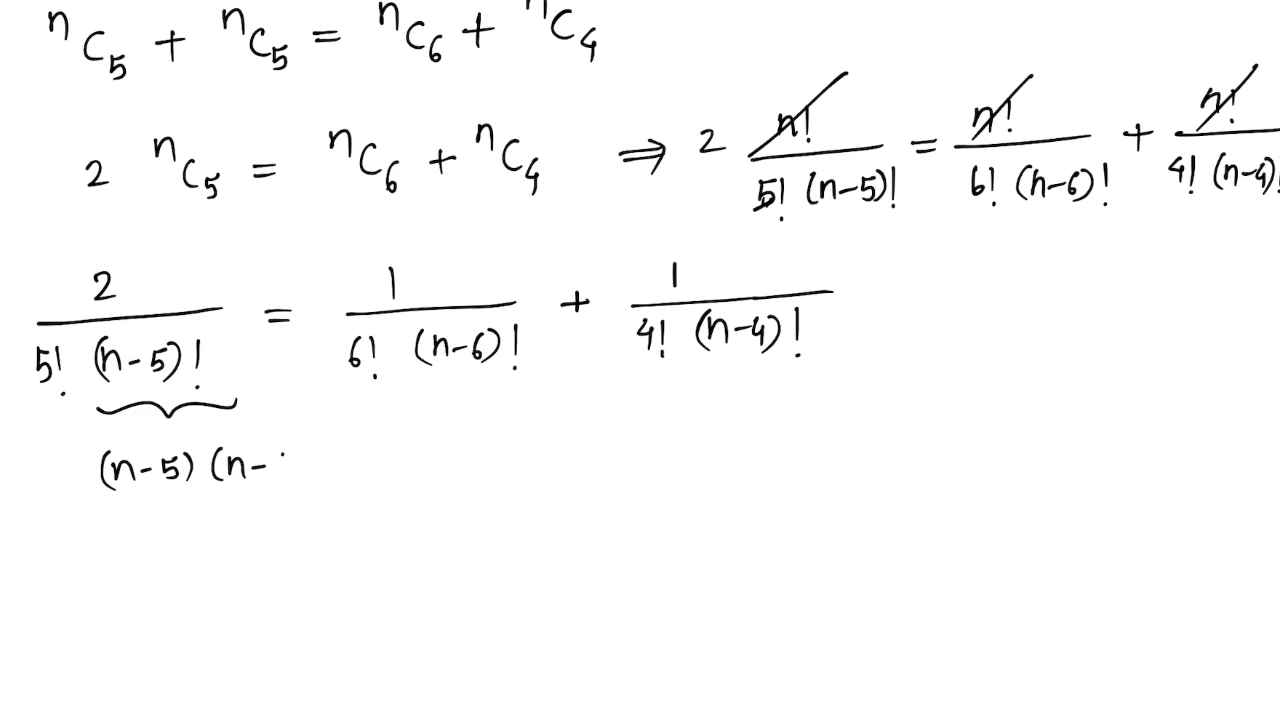 ⁿC₅ + ⁿC₅ = ⁿC₆ + ⁿC₄
2 ⁿC₅ = ⁿC₆ + ⁿC₄ ⇒ 2 n!/(5! (n-5)!) = n!/(6! (n-6)!) + n!/(4! (n-4)!
2/(5! (n-5)!) = 1/(6! (n-6)!) + 1/(4! (n-4)!)
(n-5) (n-